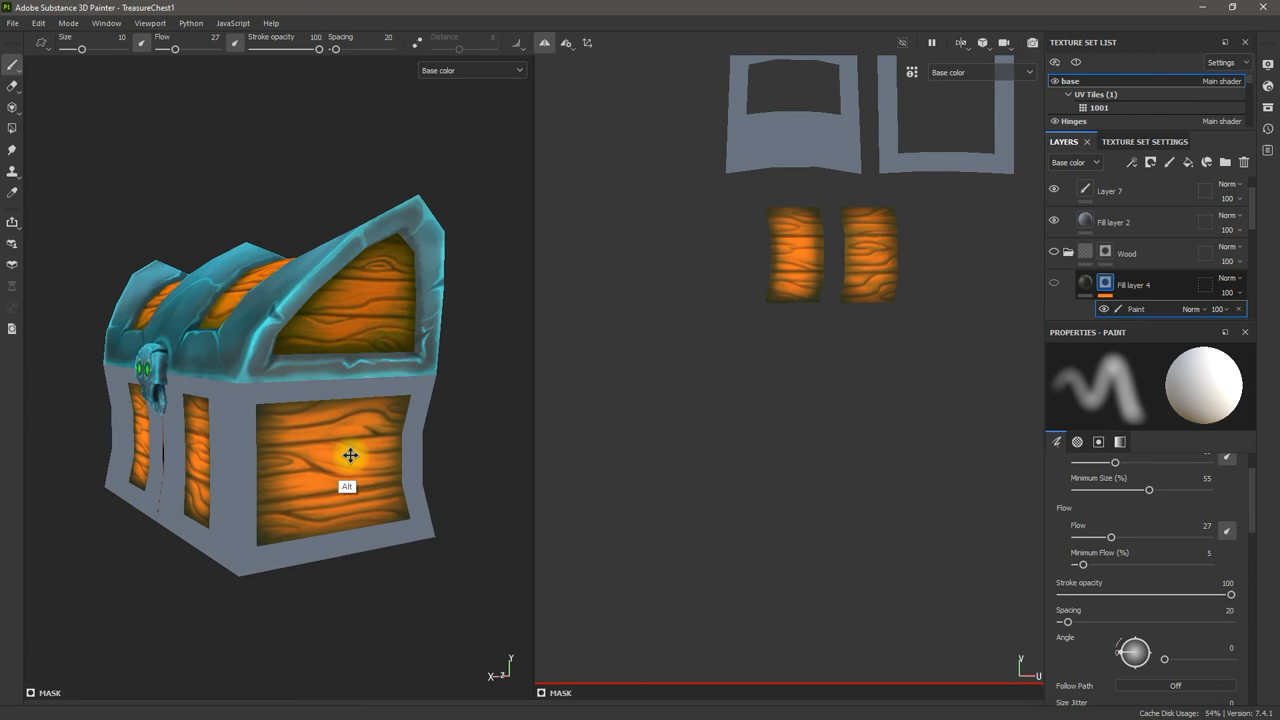 Adobe Substance 3D Painter - TreasureChest1
File Edit Mode Window Viewport Python JavaScript Help
Size 10 Flow 27 Stroke opacity 100 Spacing 20 Distance 8
Base color
Base color
TEXTURE SET LIST
Settings
base Main shader
UV Tiles (1)
1001
Hinges Main shader
LAYERS TEXTURE SET SETTINGS
Base color
Layer 7 Norm 100
Fill layer 2 Norm 100
Wood Norm 100
Fill layer 4 Norm 100
Paint Norm 100
PROPERTIES - PAINT
Minimum Size (%) 55
Flow
Flow 27
Minimum Flow (%) 5
Stroke opacity 100
Spacing 20
Angle 0
Follow Path Off
Size Jitter 0
Alt
Y
X Z
V
U
MASK
MASK
Cache Disk Usage: 54% | Version: 7.4.1